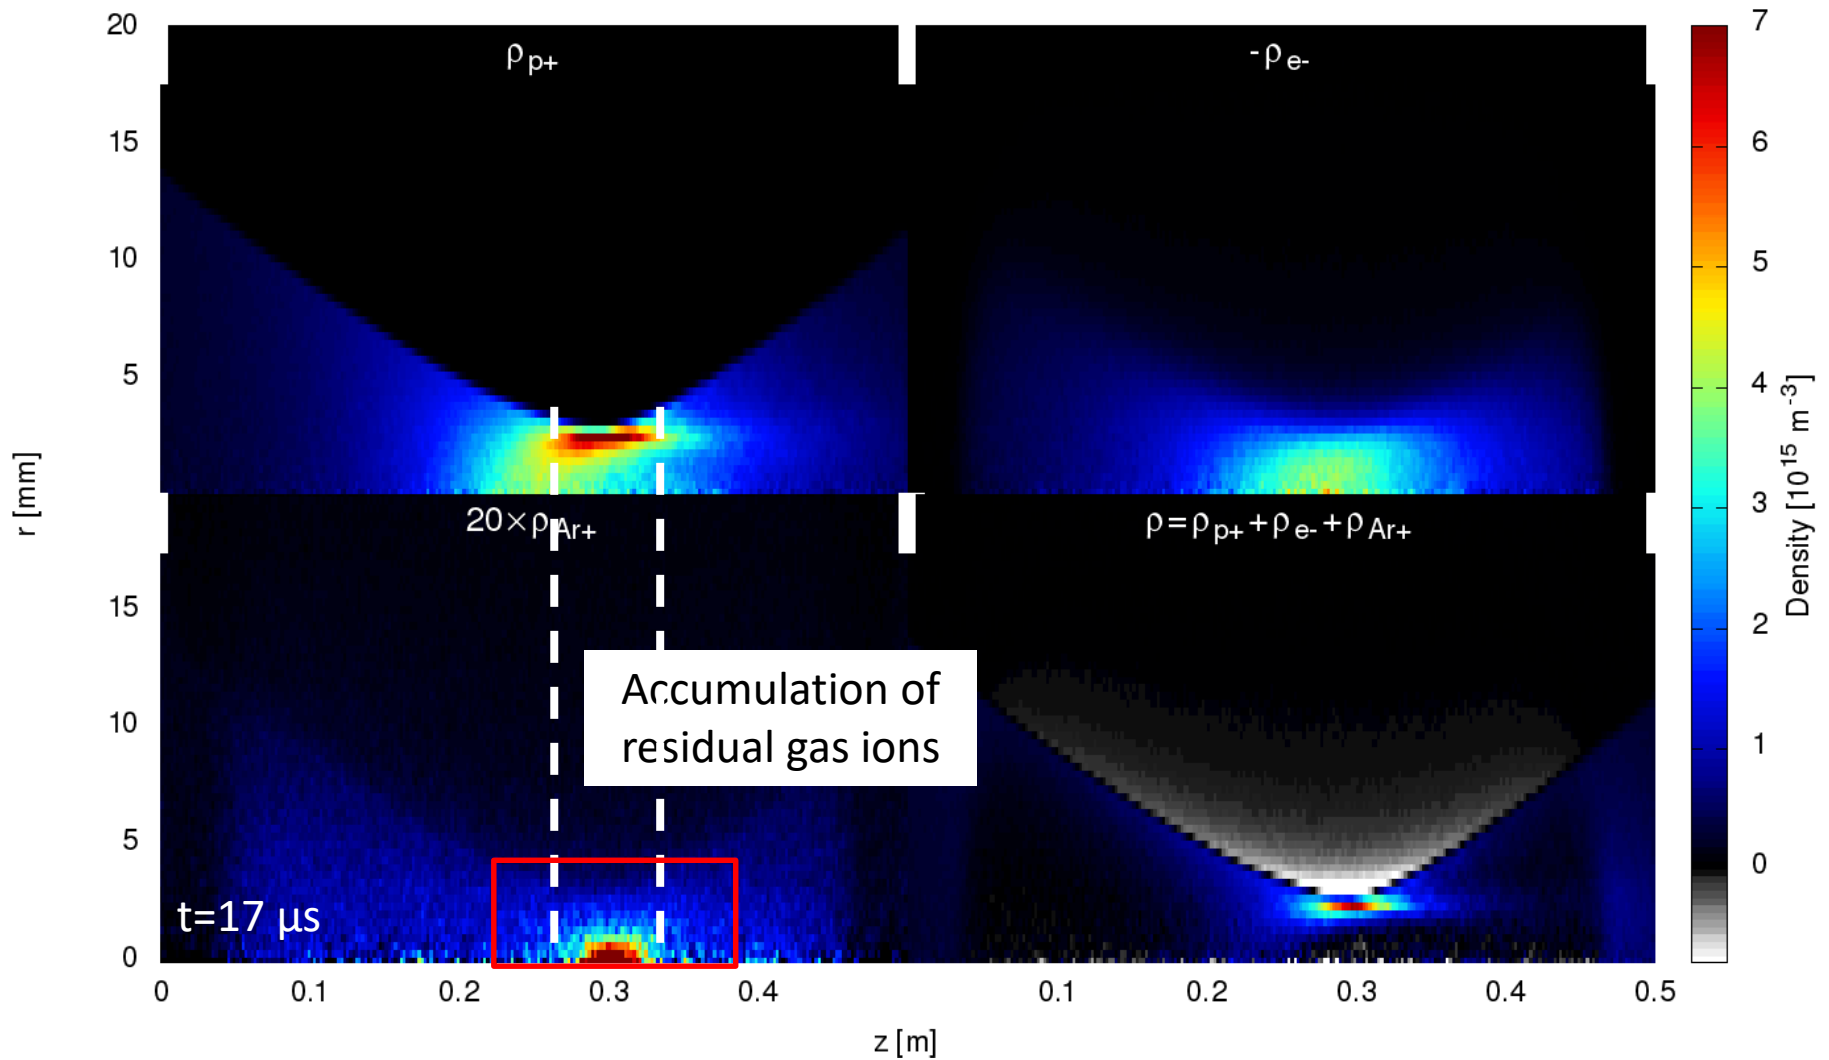 20
15
10
5
r [mm]
ρp+
-ρe-
20×ρAr+
ρ=ρp++ρe-+ρAr+
15
10
5
0
Accumulation of
residual gas ions
t=17 μs
0 0.1 0.2 0.3 0.4 0.1 0.2 0.3 0.4 0.5
z [m]
7
6
5
4
3
2
1
0
Density [10^15 m^-3]